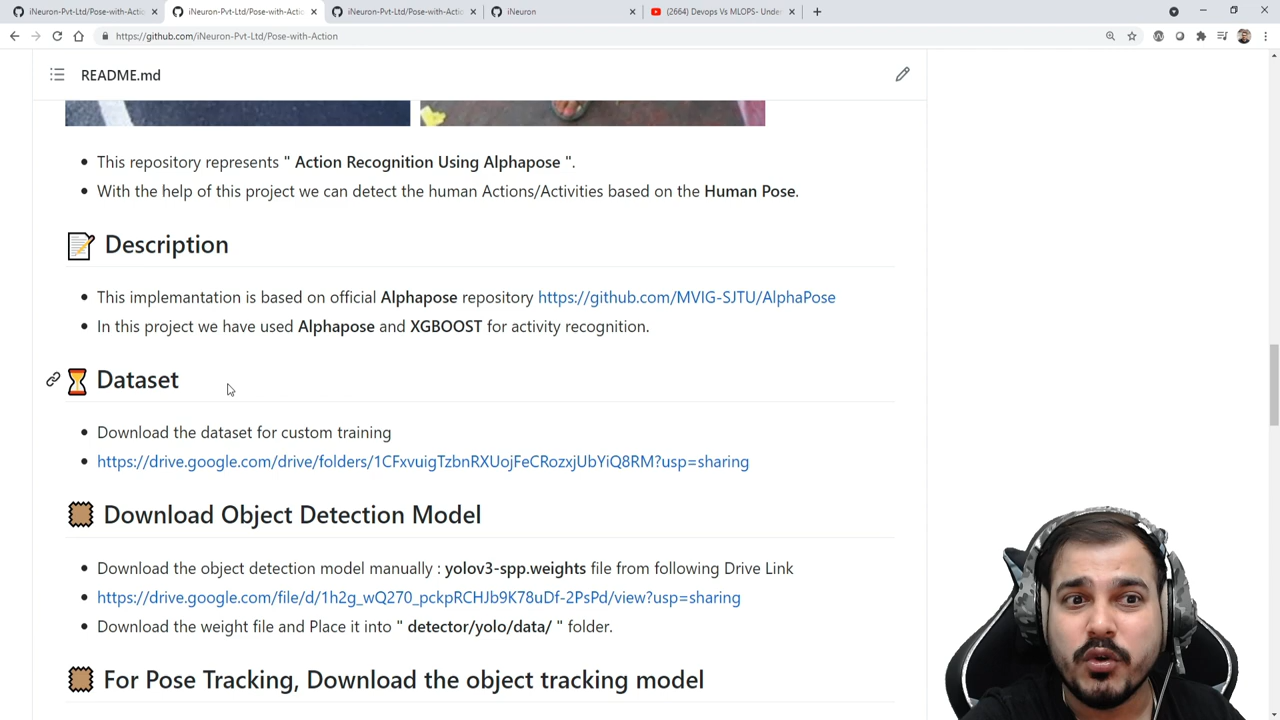 iNeuron-Pvt-Ltd/Pose-with-Actio
iNeuron-Pvt-Ltd/Pose-with-Actio
iNeuron-Pvt-Ltd/Pose-with-Actio
iNeuron
(2664) Devops Vs MLOPS- Under
https://github.com/iNeuron-Pvt-Ltd/Pose-with-Action
README.md
This repository represents " Action Recognition Using Alphapose ".
With the help of this project we can detect the human Actions/Activities based on the Human Pose.
Description
This implemantation is based on official Alphapose repository https://github.com/MVIG-SJTU/AlphaPose
In this project we have used Alphapose and XGBOOST for activity recognition.
Dataset
Download the dataset for custom training
https://drive.google.com/drive/folders/1CFxvuigTzbnRXUojFeCRozxjUbYiQ8RM?usp=sharing
Download Object Detection Model
Download the object detection model manually : yolov3-spp.weights file from following Drive Link
https://drive.google.com/file/d/1h2g_wQ270_pckpRCHJb9K78uDf-2PsPd/view?usp=sharing
Download the weight file and Place it into " detector/yolo/data/ " folder.
For Pose Tracking, Download the object tracking model